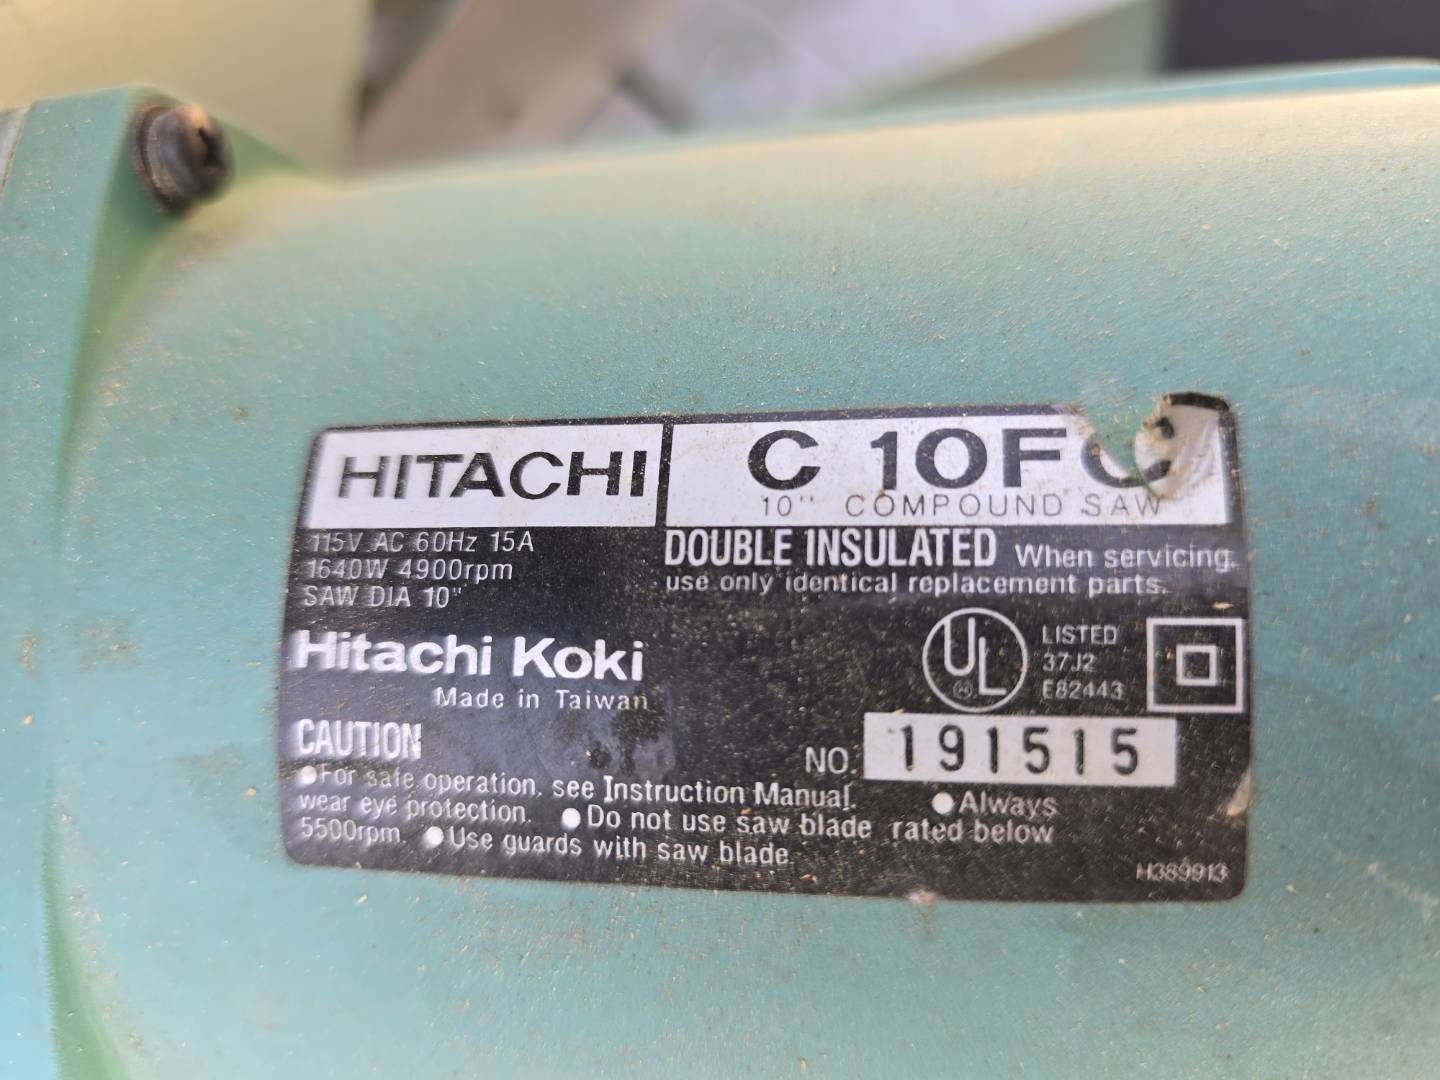 HITACHI
C 10FC
10" COMPOUND SAW
115V AC 60Hz 15A
1640W 4900rpm
SAW DIA 10"
DOUBLE INSULATED When servicing.
use only identical replacement parts.
Hitachi Koki
Made in Taiwan
UL
LISTED
37J2
E82443
NO. 191515
CAUTION
●For safe operation, see Instruction Manual. ●Always
wear eye protection. ●Do not use saw blade rated below
5500rpm. ●Use guards with saw blade.
H389913